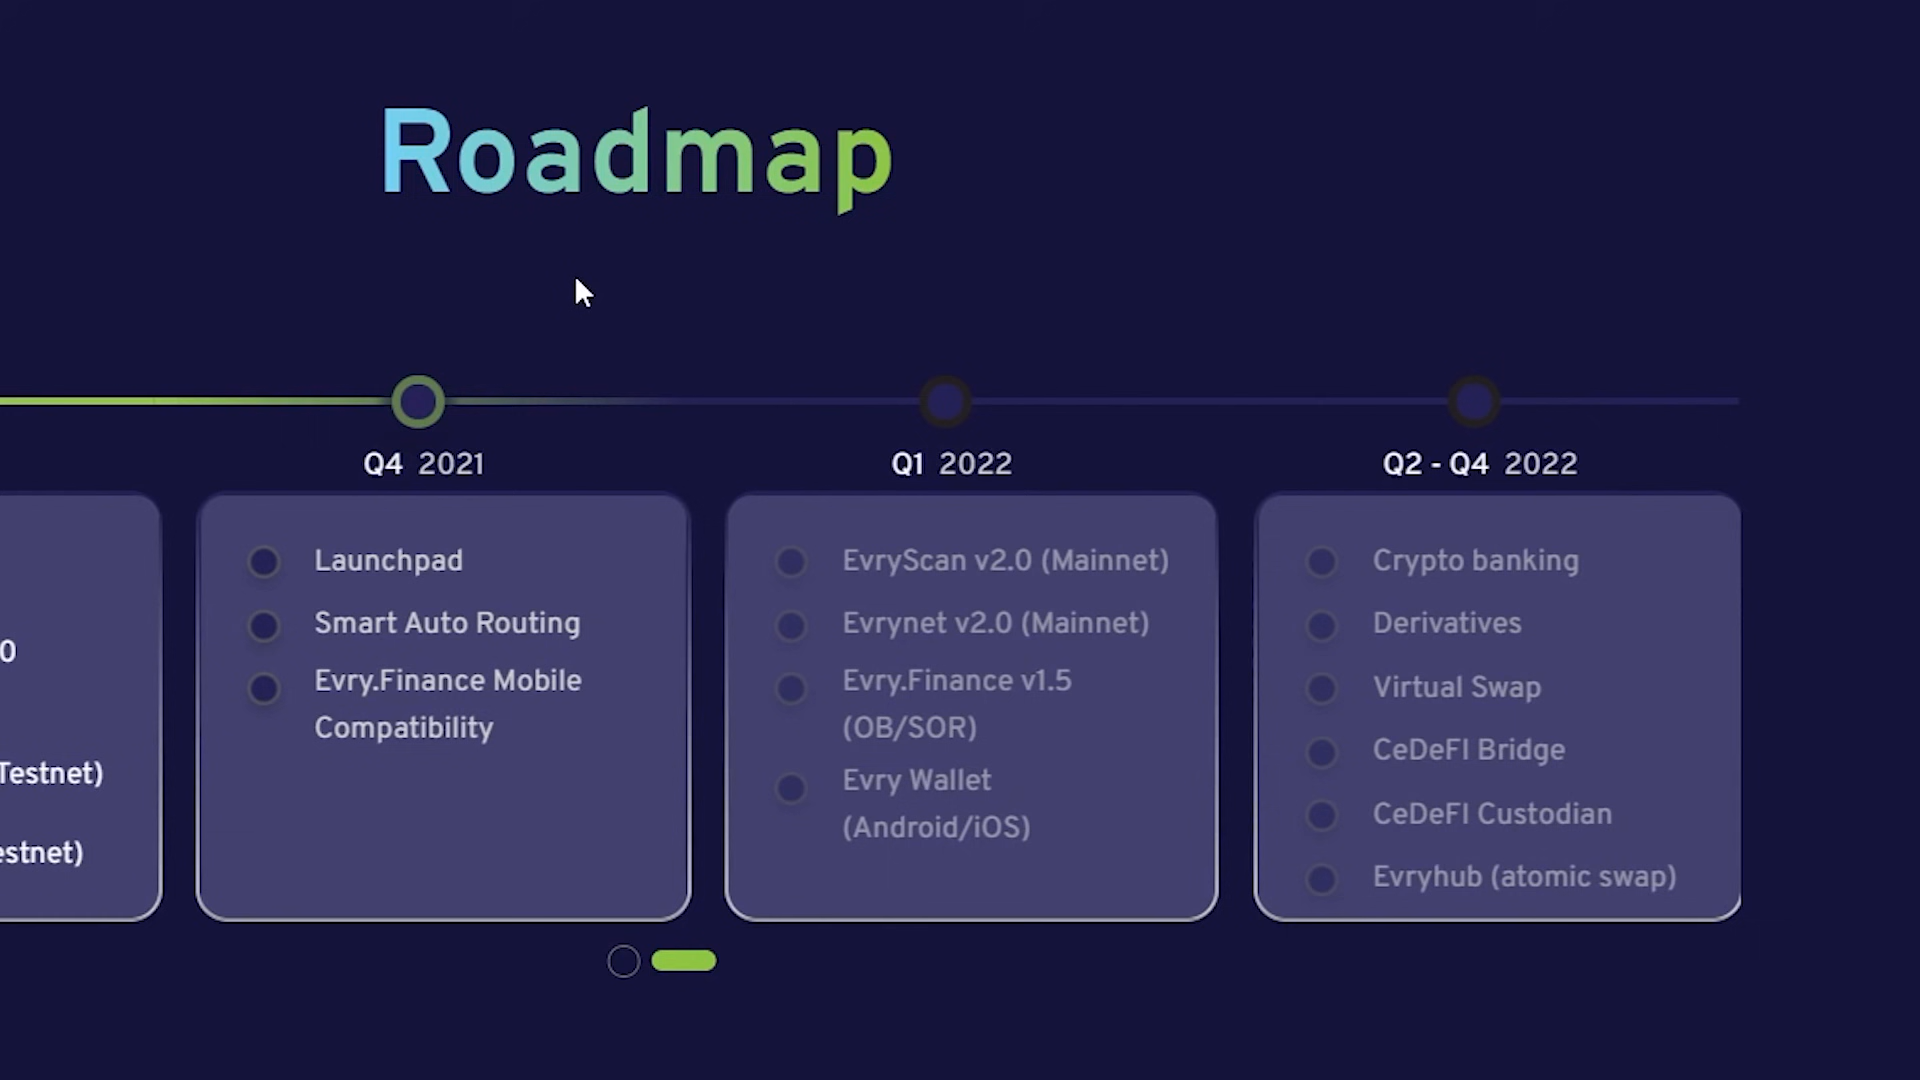 Roadmap
Q4 2021
Launchpad
Smart Auto Routing
Evry.Finance Mobile
Compatibility
Q1 2022
EvryScan v2.0 (Mainnet)
Evrynet v2.0 (Mainnet)
Evry.Finance v1.5
(OB/SOR)
Evry Wallet
(Android/iOS)
Q2 - Q4 2022
Crypto banking
Derivatives
Virtual Swap
CeDeFI Bridge
CeDeFI Custodian
Evryhub (atomic swap)
0
Testnet)
estnet)